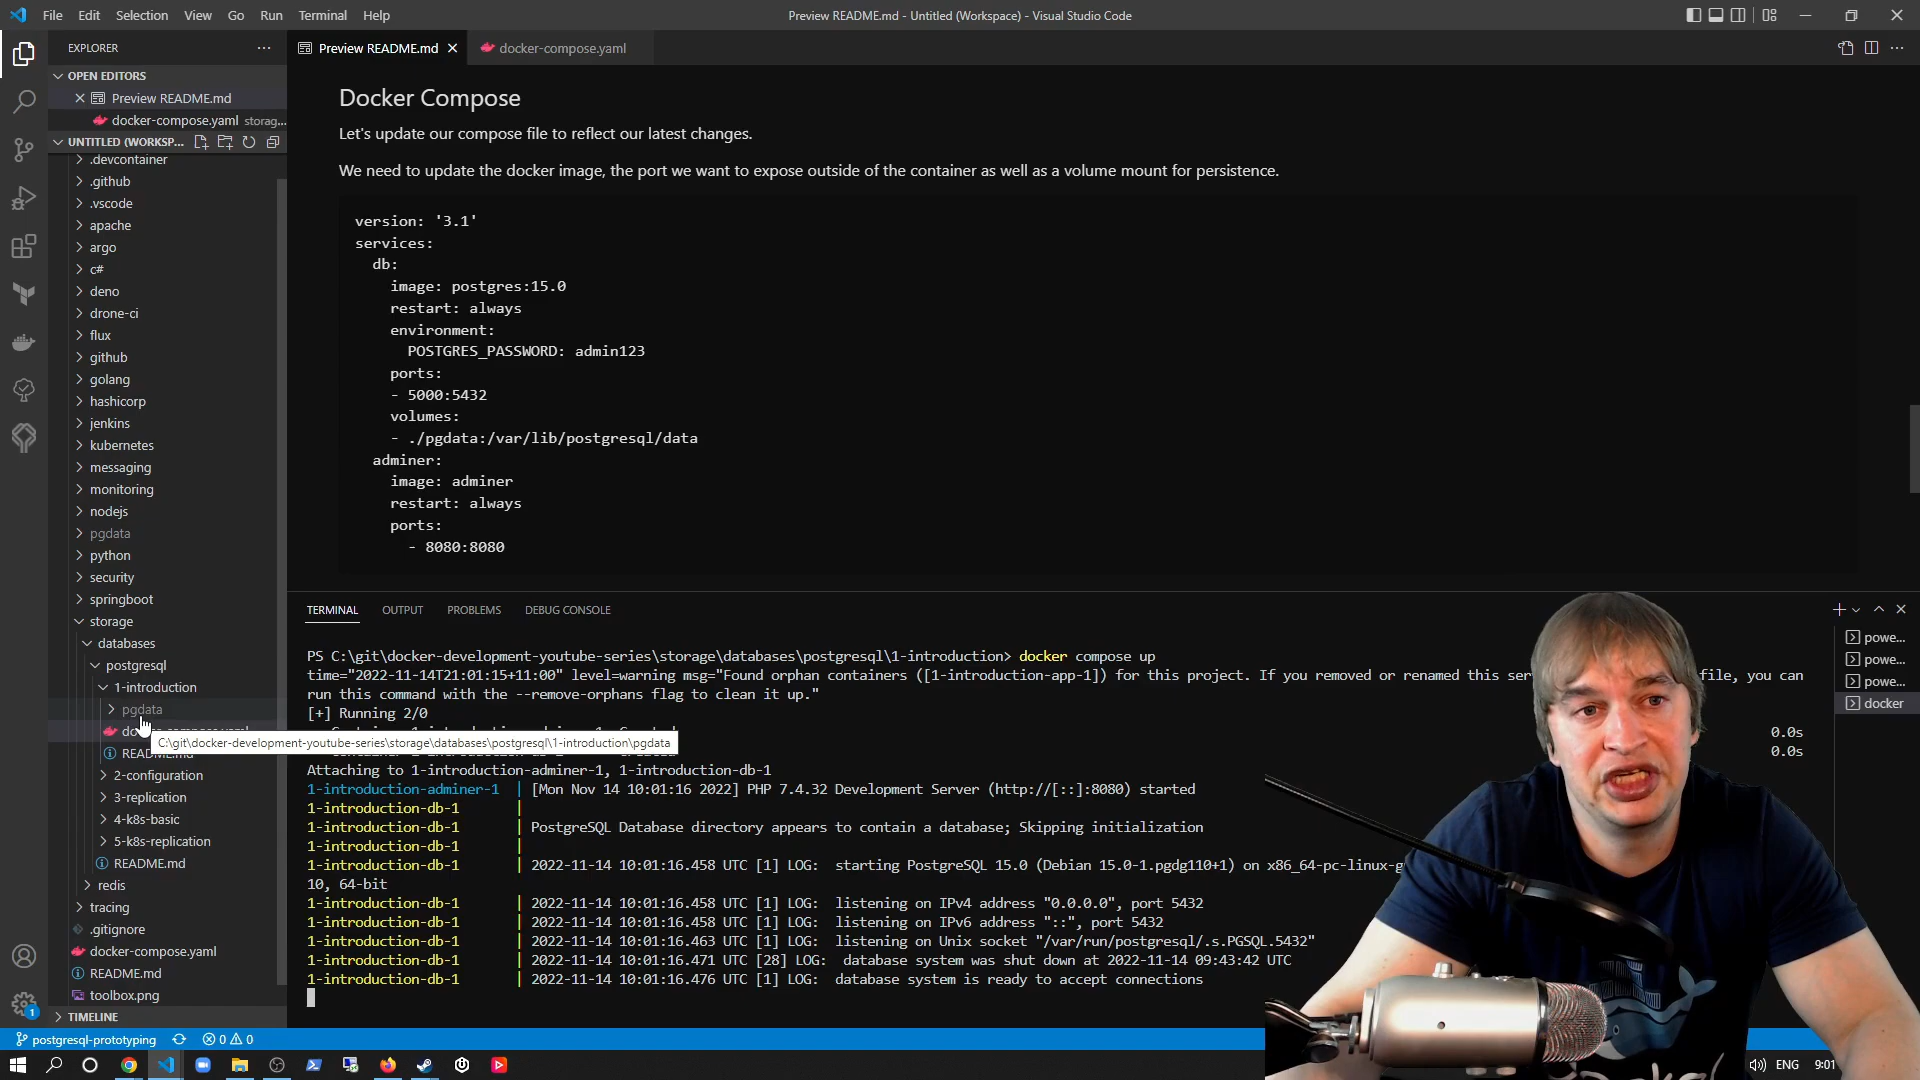 File Edit Selection View Go Run Terminal Help
Preview README.md - Untitled (Workspace) - Visual Studio Code
EXPLORER
OPEN EDITORS
Preview README.md
docker-compose.yaml storag...
UNTITLED (WORKSP...
.devcontainer
.github
.vscode
apache
argo
c#
deno
drone-ci
flux
github
golang
hashicorp
jenkins
kubernetes
messaging
monitoring
nodejs
pgdata
python
security
springboot
storage
databases
postgresql
1-introduction
pgdata
C:\git\docker-development-youtube-series\storage\databases\postgresql\1-introduction\pgdata
README.md
2-configuration
3-replication
4-k8s-basic
5-k8s-replication
README.md
redis
tracing
.gitignore
docker-compose.yaml
README.md
toolbox.png
TIMELINE
Preview README.md
docker-compose.yaml
Docker Compose
Let's update our compose file to reflect our latest changes.
We need to update the docker image, the port we want to expose outside of the container as well as a volume mount for persistence.
version: '3.1'
services:
db:
image: postgres:15.0
restart: always
environment:
POSTGRES_PASSWORD: admin123
ports:
- 5000:5432
volumes:
- ./pgdata:/var/lib/postgresql/data
adminer:
image: adminer
restart: always
ports:
- 8080:8080
TERMINAL OUTPUT PROBLEMS DEBUG CONSOLE
PS C:\git\docker-development-youtube-series\storage\databases\postgresql\1-introduction> docker compose up
time="2022-11-14T21:01:15+11:00" level=warning msg="Found orphan containers ([1-introduction-app-1]) for this project. If you removed or renamed this ser file, you can
run this command with the --remove-orphans flag to clean it up."
[+] Running 2/0
0.0s
0.0s
Attaching to 1-introduction-adminer-1, 1-introduction-db-1
1-introduction-adminer-1 | [Mon Nov 14 10:01:16 2022] PHP 7.4.32 Development Server (http://[::]:8080) started
1-introduction-db-1 |
1-introduction-db-1 | PostgreSQL Database directory appears to contain a database; Skipping initialization
1-introduction-db-1 |
1-introduction-db-1 | 2022-11-14 10:01:16.458 UTC [1] LOG: starting PostgreSQL 15.0 (Debian 15.0-1.pgdg110+1) on x86_64-pc-linux-g
10, 64-bit
1-introduction-db-1 | 2022-11-14 10:01:16.458 UTC [1] LOG: listening on IPv4 address "0.0.0.0", port 5432
1-introduction-db-1 | 2022-11-14 10:01:16.458 UTC [1] LOG: listening on IPv6 address "::", port 5432
1-introduction-db-1 | 2022-11-14 10:01:16.463 UTC [1] LOG: listening on Unix socket "/var/run/postgresql/.s.PGSQL.5432"
1-introduction-db-1 | 2022-11-14 10:01:16.471 UTC [28] LOG: database system was shut down at 2022-11-14 09:43:42 UTC
1-introduction-db-1 | 2022-11-14 10:01:16.476 UTC [1] LOG: database system is ready to accept connections
powe...
powe...
powe...
docker
1
postgresql-prototyping 0 0
ENG 9:01